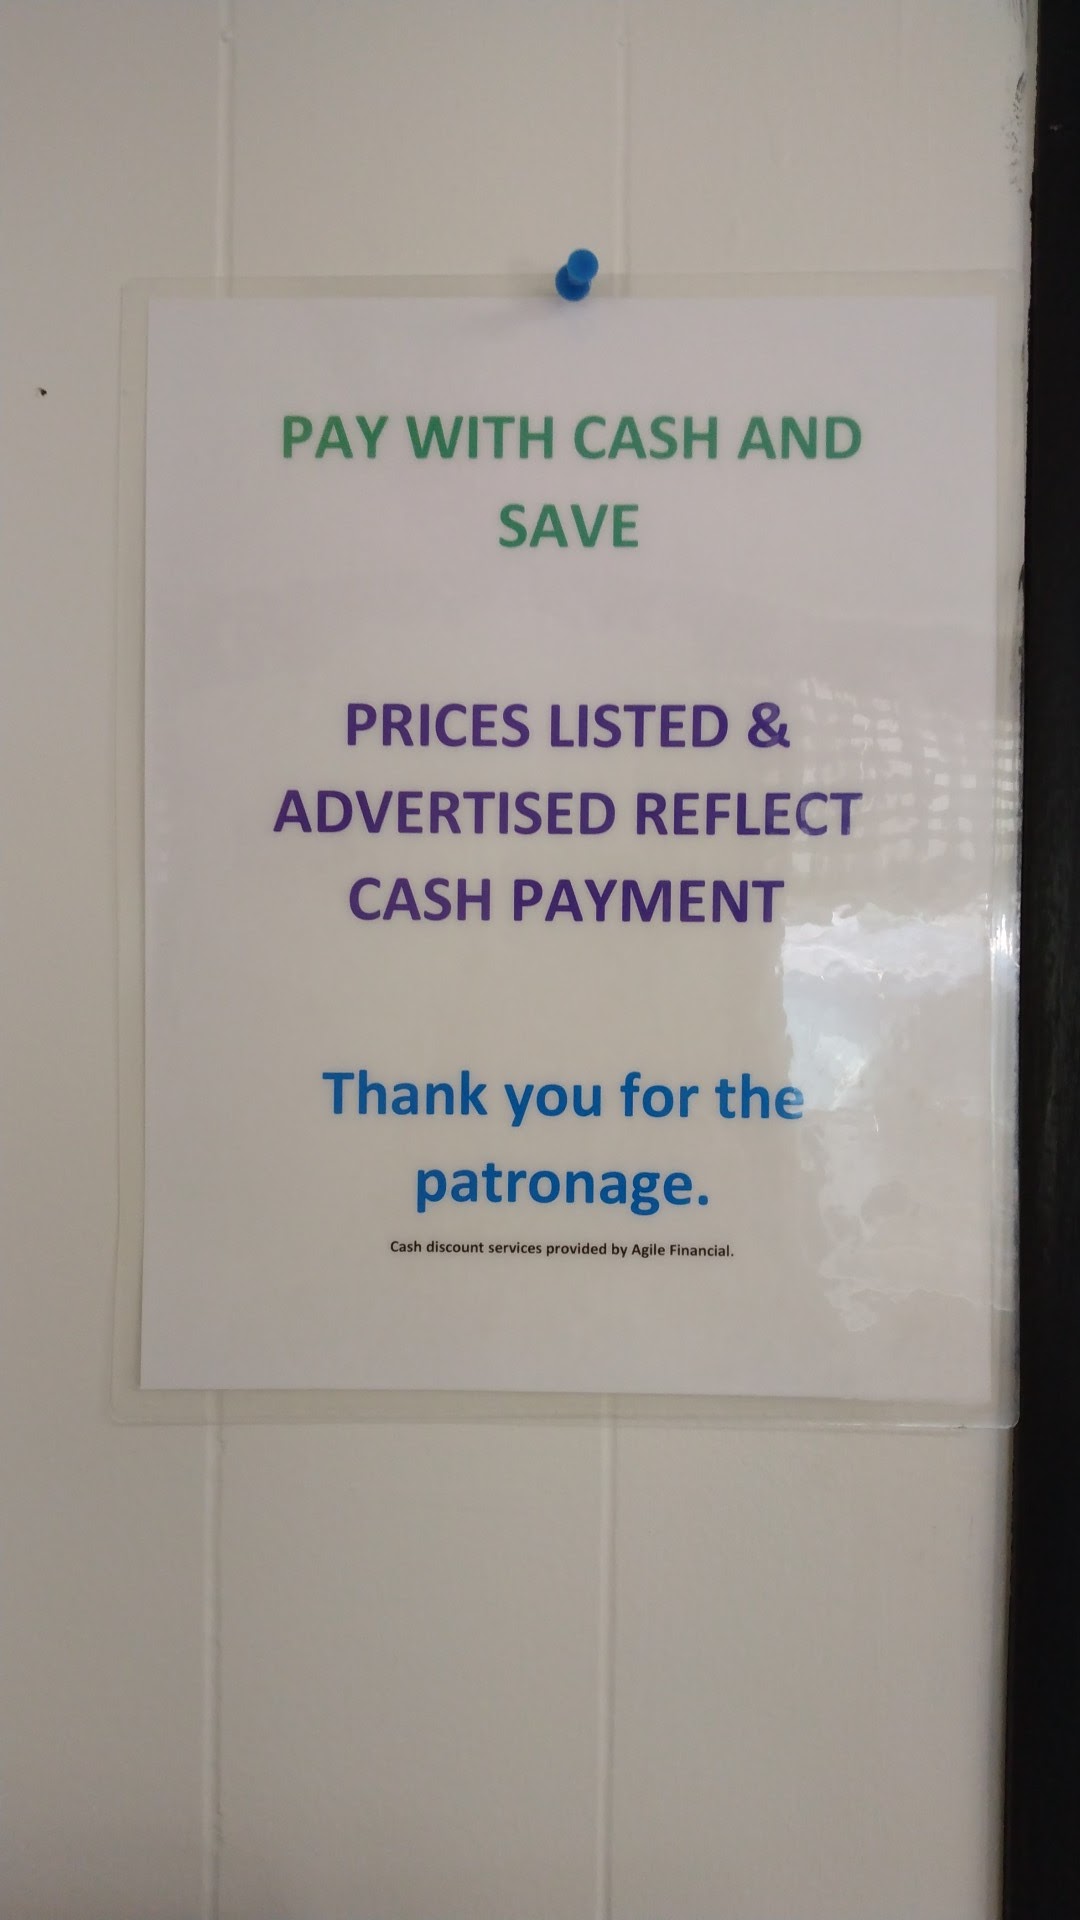 PAY WITH CASH AND
SAVE
PRICES LISTED &
ADVERTISED REFLECT
CASH PAYMENT
Thank you for the
patronage.
Cash discount services provided by Agile Financial.